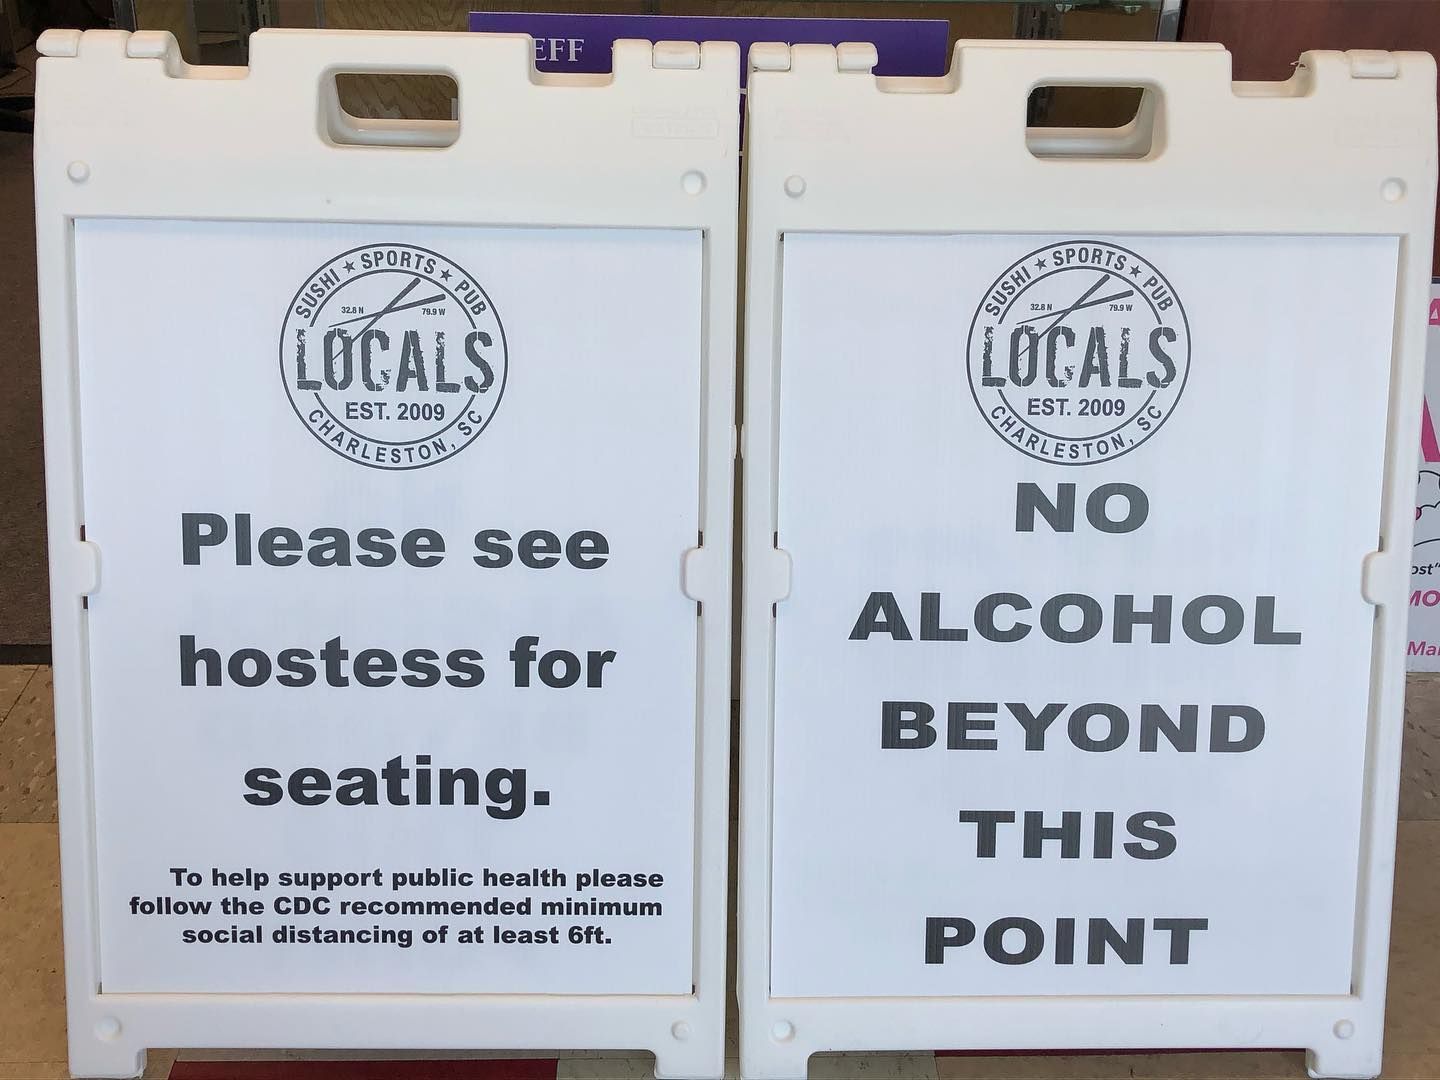 EFF
SUSHI ★ SPORTS ★ PUB
32.8 N 79.9 W
LOCALS
EST. 2009
CHARLESTON, SC
Please see
hostess for
seating.
To help support public health please
follow the CDC recommended minimum
social distancing of at least 6ft.
SUSHI ★ SPORTS ★ PUB
32.8 N 79.9 W
LOCALS
EST. 2009
CHARLESTON, SC
NO
ALCOHOL
BEYOND
THIS
POINT